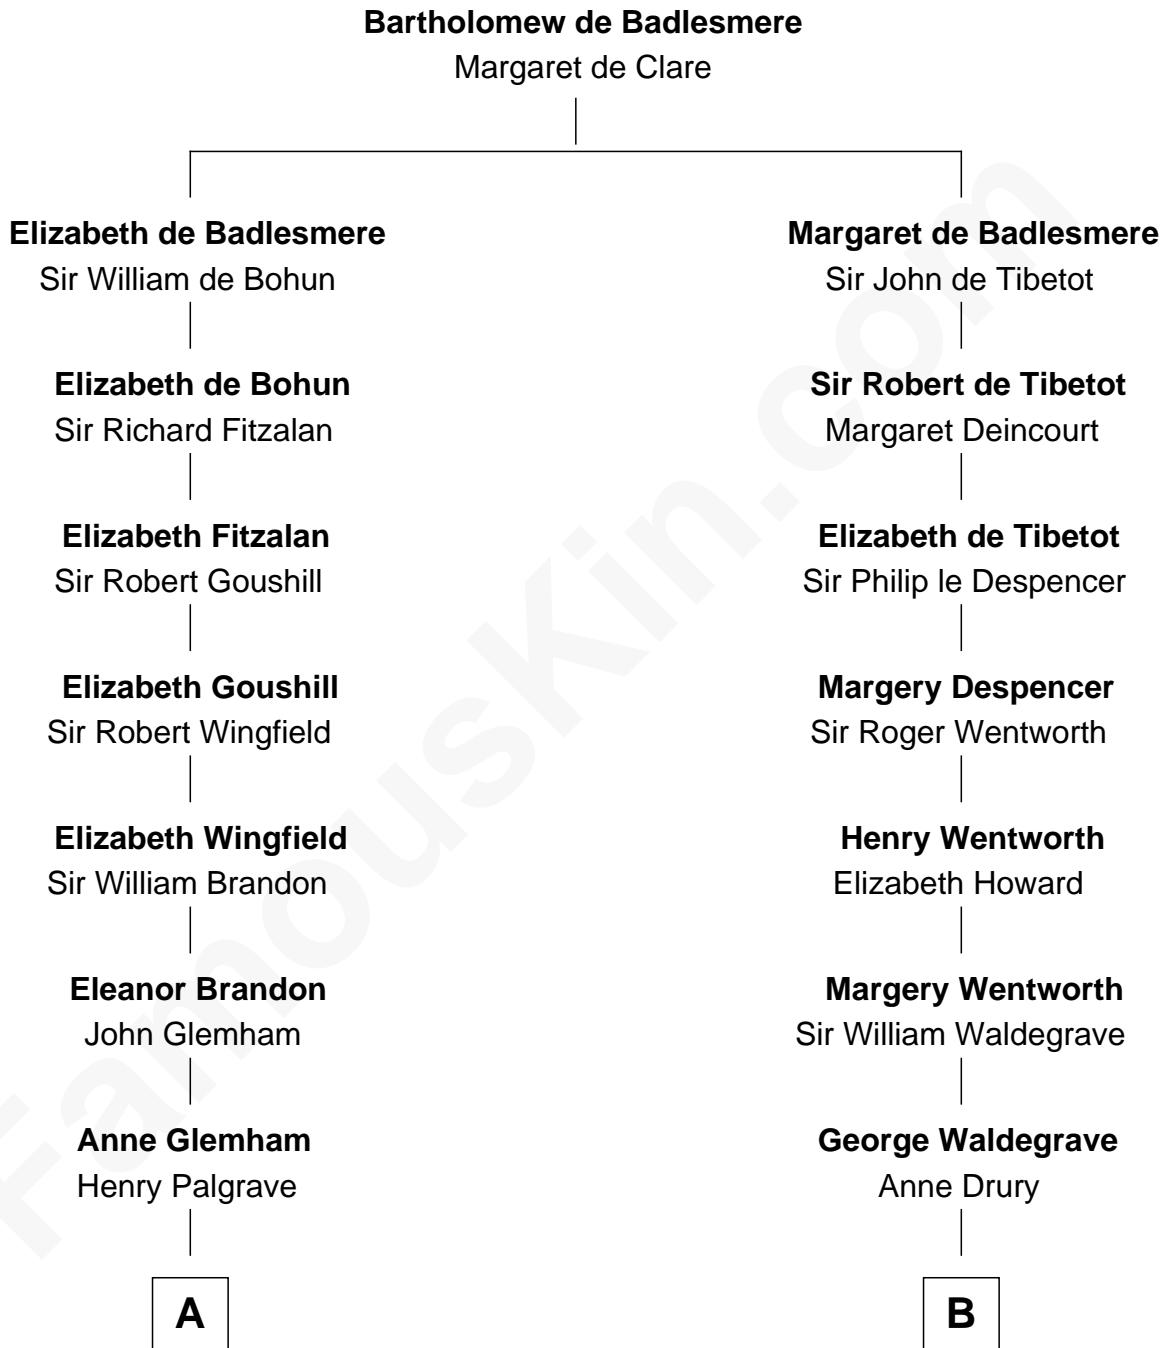 Bartholomew de Badlesmere
Margaret de Clare
Elizabeth de Badlesmere
Sir William de Bohun
Elizabeth de Bohun
Sir Richard Fitzalan
Elizabeth Fitzalan
Sir Robert Goushill
Elizabeth Goushill
Sir Robert Wingfield
Elizabeth Wingfield
Sir William Brandon
Eleanor Brandon
John Glemham
Anne Glemham
Henry Palgrave
A
Margaret de Badlesmere
Sir John de Tibetot
Sir Robert de Tibetot
Margaret Deincourt
Elizabeth de Tibetot
Sir Philip le Despencer
Margery Despencer
Sir Roger Wentworth
Henry Wentworth
Elizabeth Howard
Margery Wentworth
Sir William Waldegrave
George Waldegrave
Anne Drury
B
FamousKin.com